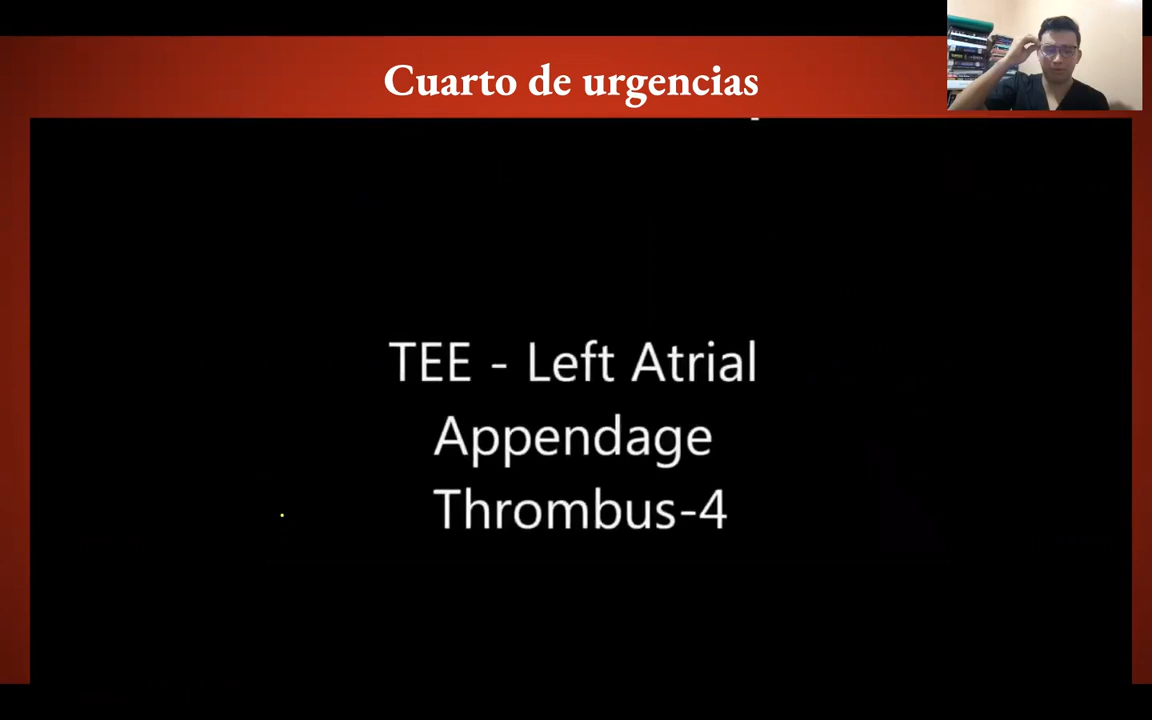 Cuarto de urgencias
TEE - Left Atrial
Appendage
Thrombus-4